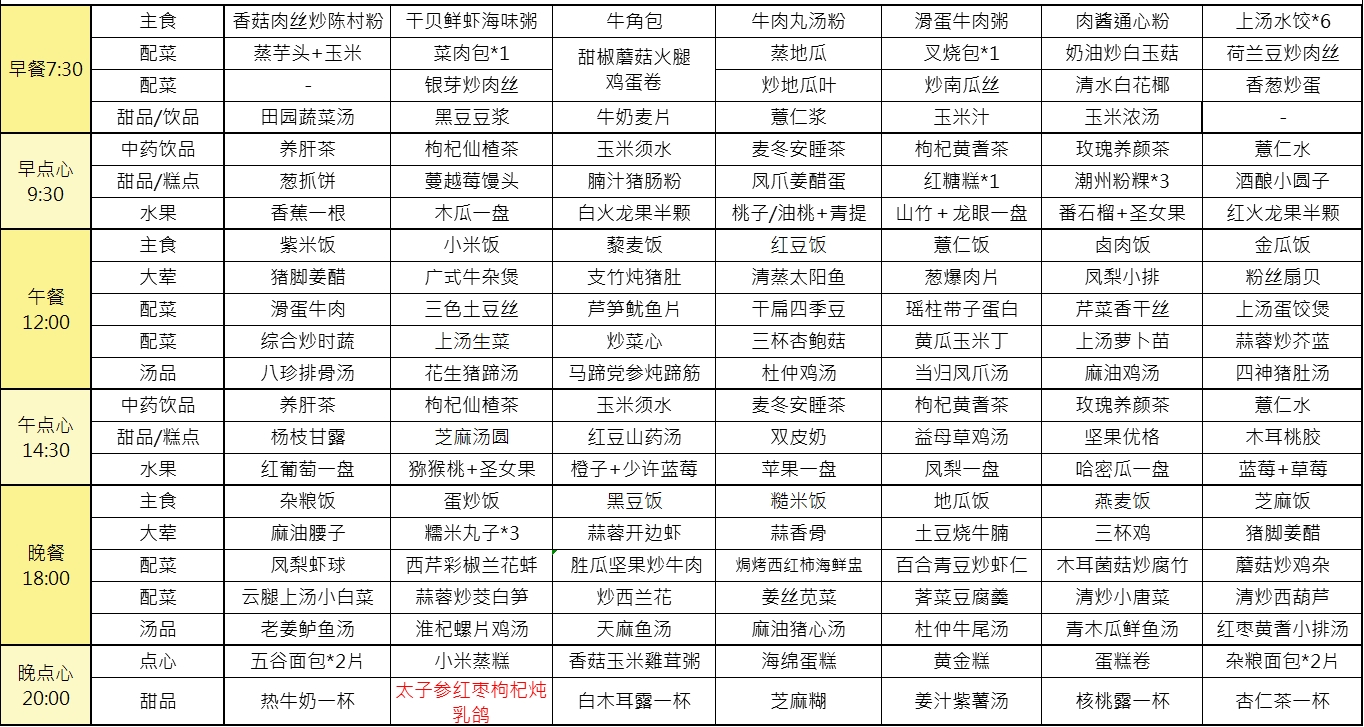 早餐7:30
主食 香菇肉丝炒陈村粉 干贝鲜虾海味粥 牛角包 牛肉丸汤粉 滑蛋牛肉粥 肉酱通心粉 上汤水饺*6
配菜 蒸芋头+玉米 菜肉包*1 甜椒蘑菇火腿 蒸地瓜 叉烧包*1 奶油炒白玉菇 荷兰豆炒肉丝
鸡蛋卷
配菜 - 银芽炒肉丝 炒地瓜叶 炒南瓜丝 清水白花椰 香葱炒蛋
甜品/饮品 田园蔬菜汤 黑豆豆浆 牛奶麦片 薏仁浆 玉米汁 玉米浓汤 -
早点心
9:30
中药饮品 养肝茶 枸杞仙楂茶 玉米须水 麦冬安睡茶 枸杞黄耆茶 玫瑰养颜茶 薏仁水
甜品/糕点 葱抓饼 蔓越莓馒头 腩汁猪肠粉 凤爪姜醋蛋 红糖糕*1 潮州粉粿*3 酒酿小圆子
水果 香蕉一根 木瓜一盘 白火龙果半颗 桃子/油桃+青提 山竹+龙眼一盘 番石榴+圣女果 红火龙果半颗
午餐
12:00
主食 紫米饭 小米饭 藜麦饭 红豆饭 薏仁饭 卤肉饭 金瓜饭
大荤 猪脚姜醋 广式牛杂煲 支竹炖猪肚 清蒸太阳鱼 葱爆肉片 凤梨小排 粉丝扇贝
配菜 滑蛋牛肉 三色土豆丝 芦笋鱿鱼片 干扁四季豆 瑶柱带子蛋白 芹菜香干丝 上汤蛋饺煲
配菜 综合炒时蔬 上汤生菜 炒菜心 三杯杏鲍菇 黄瓜玉米丁 上汤萝卜苗 蒜蓉炒芥蓝
汤品 八珍排骨汤 花生猪蹄汤 马蹄党参炖蹄筋 杜仲鸡汤 当归凤爪汤 麻油鸡汤 四神猪肚汤
午点心
14:30
中药饮品 养肝茶 枸杞仙楂茶 玉米须水 麦冬安睡茶 枸杞黄耆茶 玫瑰养颜茶 薏仁水
甜品/糕点 杨枝甘露 芝麻汤圆 红豆山药汤 双皮奶 益母草鸡汤 坚果优格 木耳桃胶
水果 红葡萄一盘 猕猴桃+圣女果 橙子+少许蓝莓 苹果一盘 凤梨一盘 哈密瓜一盘 蓝莓+草莓
晚餐
18:00
主食 杂粮饭 蛋炒饭 黑豆饭 糙米饭 地瓜饭 燕麦饭 芝麻饭
大荤 麻油腰子 糯米丸子*3 蒜蓉开边虾 蒜香骨 土豆烧牛腩 三杯鸡 猪脚姜醋
配菜 凤梨虾球 西芹彩椒兰花蚌 胜瓜坚果炒牛肉 焗烤西红柿海鲜盅 百合青豆炒虾仁 木耳菌菇炒腐竹 蘑菇炒鸡杂
配菜 云腿上汤小白菜 蒜蓉炒茭白笋 炒西兰花 姜丝苋菜 荠菜豆腐羹 清炒小唐菜 清炒西葫芦
汤品 老姜鲈鱼汤 淮杞螺片鸡汤 天麻鱼汤 麻油猪心汤 杜仲牛尾汤 青木瓜鲜鱼汤 红枣黄耆小排汤
晚点心
20:00
点心 五谷面包*2片 小米蒸糕 香菇玉米雞茸粥 海绵蛋糕 黄金糕 蛋糕卷 杂粮面包*2片
甜品 热牛奶一杯 太子参红枣枸杞炖 白木耳露一杯 芝麻糊 姜汁紫薯汤 核桃露一杯 杏仁茶一杯
乳鸽